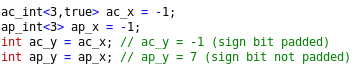 ac_int<3,true> ac_x = -1;
ap_int<3> ap_x = -1;
int ac_y = ac_x; // ac_y = -1 (sign bit padded)
int ap_y = ap_x; // ap_y = 7 (sign bit not padded)